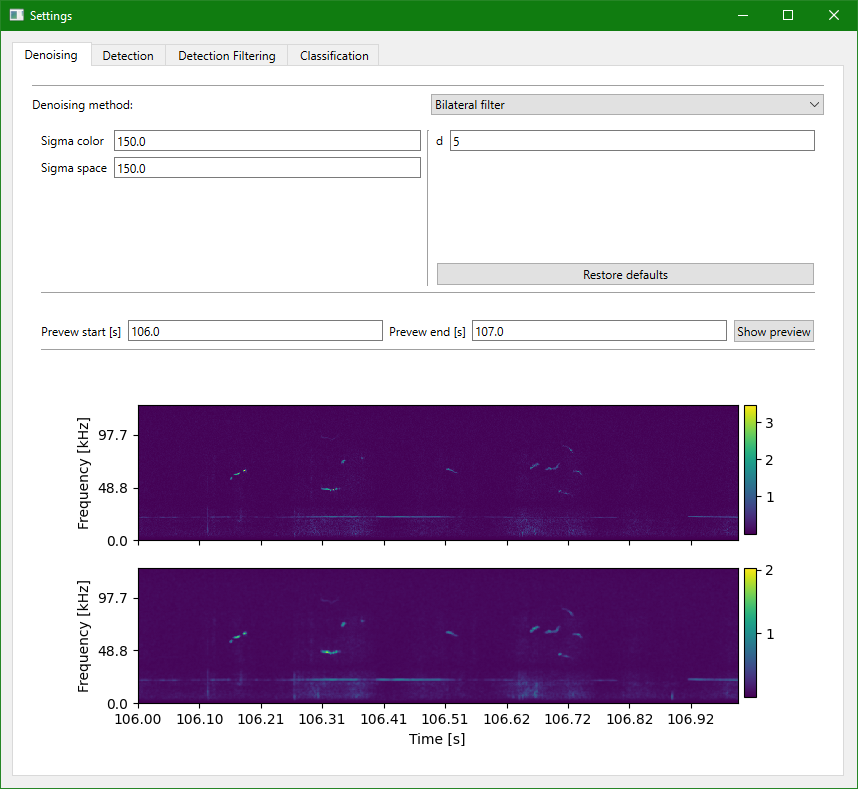 Settings
Denoising Detection Detection Filtering Classification
Denoising method: Bilateral filter
Sigma color 150.0 d 5
Sigma space 150.0
Restore defaults
Prevew start [s] 106.0 Prevew end [s] 107.0 Show preview
Frequency [kHz]
97.7
48.8
0.0
3
2
1
Frequency [kHz]
97.7
48.8
0.0
2
1
106.00 106.10 106.21 106.31 106.41 106.51 106.62 106.72 106.82 106.92
Time [s]